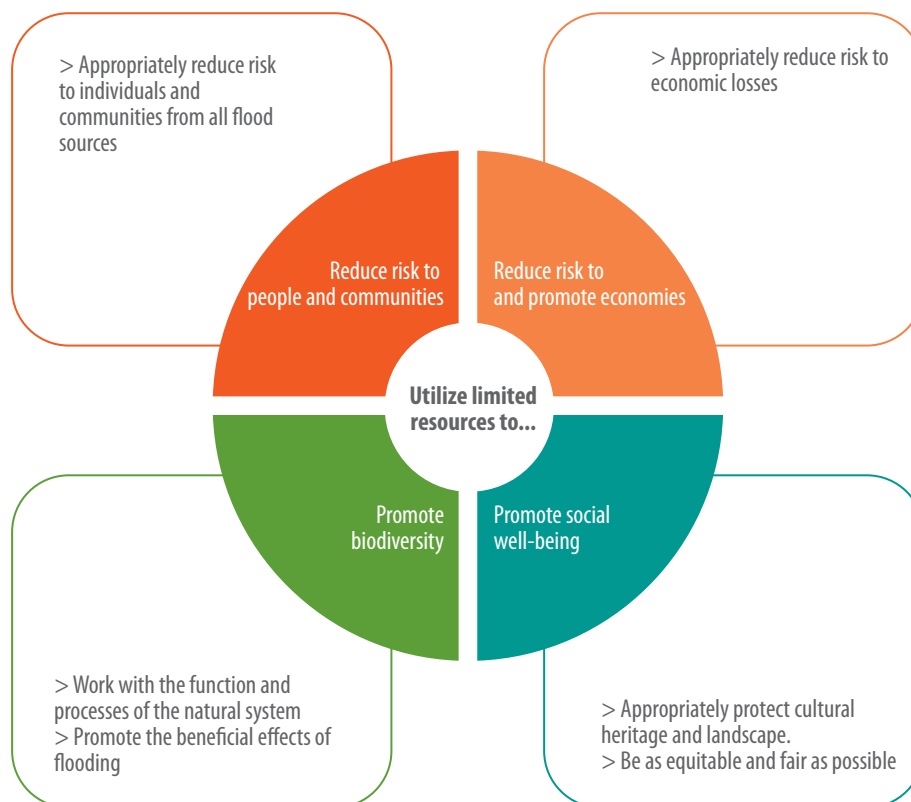 > Appropriately reduce risk
to individuals and
communities from all flood
sources
> Appropriately reduce risk to
economic losses
Reduce risk to
people and communities
Reduce risk to
and promote economies
Utilize limited
resources to...
Promote
biodiversity
Promote social
well-being
> Work with the function and
processes of the natural system
> Promote the beneficial effects of
flooding
> Appropriately protect cultural
heritage and landscape.
> Be as equitable and fair as possible